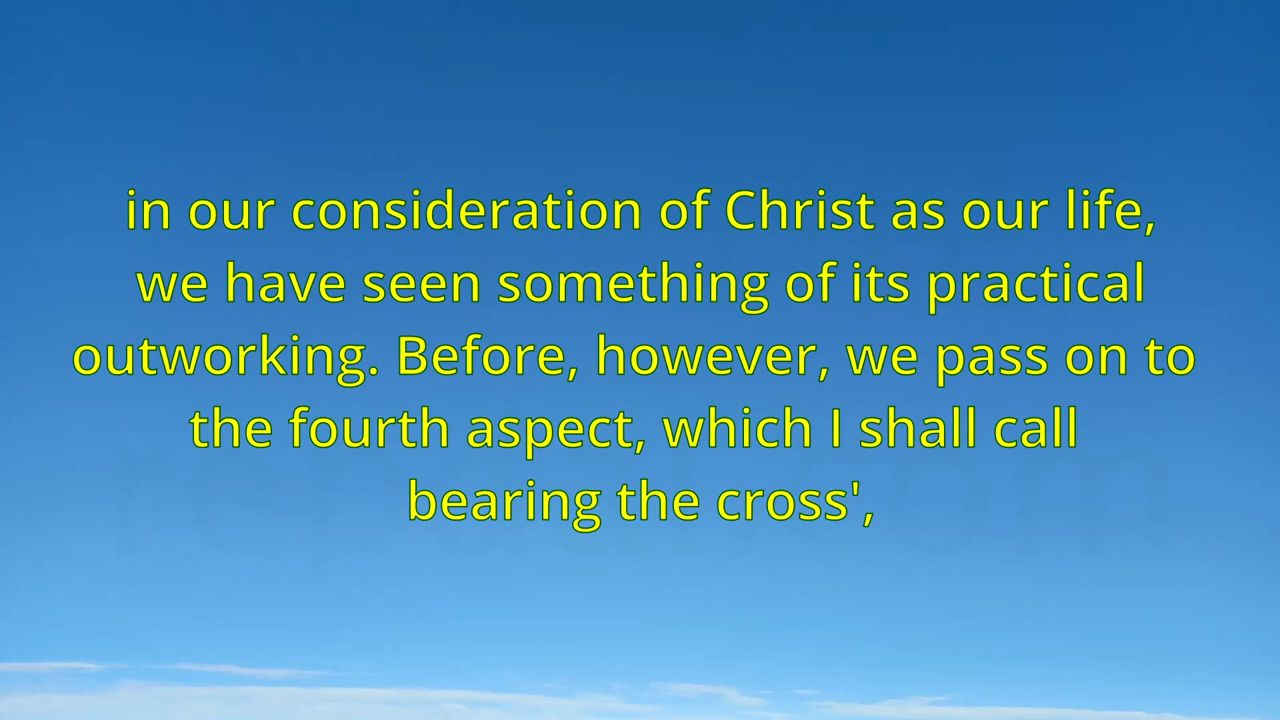 in our consideration of Christ as our life,
we have seen something of its practical
outworking. Before, however, we pass on to
the fourth aspect, which I shall call
bearing the cross',